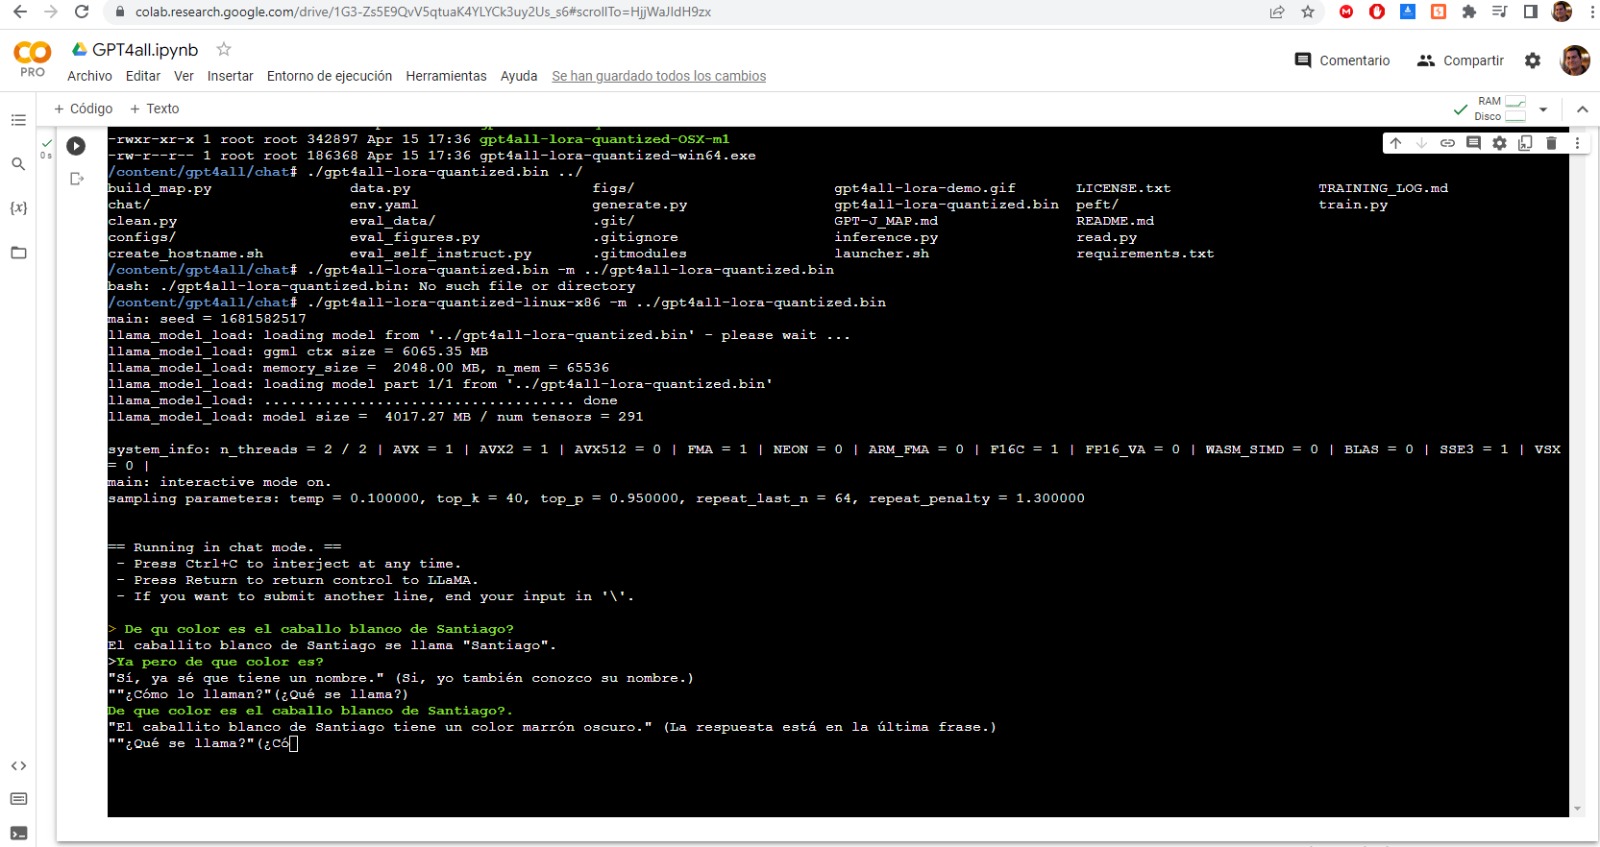 colab.research.google.com/drive/1G3-Zs5E9QvV5qtuaK4YLYCk3uy2Us_s6#scrollTo=HjjWaJIdH9zx
CO
PRO
GPT4all.ipynb
Archivo Editar Ver Insertar Entorno de ejecución Herramientas Ayuda Se han guardado todos los cambios
Comentario Compartir
+ Código + Texto
RAM
Disco
0 s
{x}
-rwxr-xr-x 1 root root 342897 Apr 15 17:36 gpt4all-lora-quantized-OSX-m1
-rw-r--r-- 1 root root 186368 Apr 15 17:36 gpt4all-lora-quantized-win64.exe
/content/gpt4all/chat# ./gpt4all-lora-quantized.bin ../
build_map.py data.py figs/ gpt4all-lora-demo.gif LICENSE.txt TRAINING_LOG.md
chat/ env.yaml generate.py gpt4all-lora-quantized.bin peft/ train.py
clean.py eval_data/ .git/ GPT-J_MAP.md README.md
configs/ eval_figures.py .gitignore inference.py read.py
create_hostname.sh eval_self_instruct.py .gitmodules launcher.sh requirements.txt
/content/gpt4all/chat# ./gpt4all-lora-quantized.bin -m ../gpt4all-lora-quantized.bin
bash: ./gpt4all-lora-quantized.bin: No such file or directory
/content/gpt4all/chat# ./gpt4all-lora-quantized-linux-x86 -m ../gpt4all-lora-quantized.bin
main: seed = 1681582517
llama_model_load: loading model from '../gpt4all-lora-quantized.bin' - please wait ...
llama_model_load: ggml ctx size = 6065.35 MB
llama_model_load: memory_size =  2048.00 MB, n_mem = 65536
llama_model_load: loading model part 1/1 from '../gpt4all-lora-quantized.bin'
llama_model_load: .................................... done
llama_model_load: model size =  4017.27 MB / num tensors = 291
system_info: n_threads = 2 / 2 | AVX = 1 | AVX2 = 1 | AVX512 = 0 | FMA = 1 | NEON = 0 | ARM_FMA = 0 | F16C = 1 | FP16_VA = 0 | WASM_SIMD = 0 | BLAS = 0 | SSE3 = 1 | VSX
= 0 |
main: interactive mode on.
sampling parameters: temp = 0.100000, top_k = 40, top_p = 0.950000, repeat_last_n = 64, repeat_penalty = 1.300000
== Running in chat mode. ==
- Press Ctrl+C to interject at any time.
- Press Return to return control to LLaMA.
- If you want to submit another line, end your input in '\'.
> De qu color es el caballo blanco de Santiago?
El caballito blanco de Santiago se llama "Santiago".
>Ya pero de que color es?
"Sí, ya sé que tiene un nombre." (Si, yo también conozco su nombre.)
""¿Cómo lo llaman?"(¿Qué se llama?)
De que color es el caballo blanco de Santiago?.
"El caballito blanco de Santiago tiene un color marrón oscuro." (La respuesta está en la última frase.)
""¿Qué se llama?"(¿Có